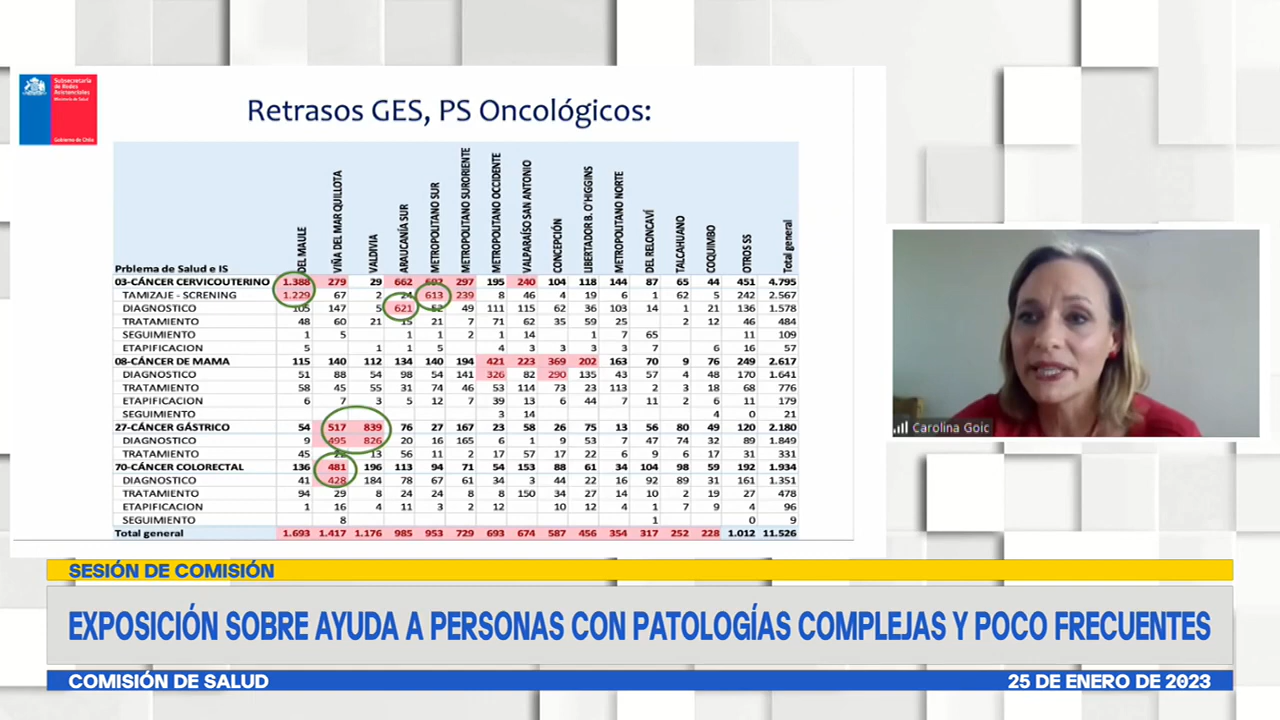 Subsecretaría
de Redes
Asistenciales
Ministerio de Salud
Gobierno de Chile
Retrasos GES, PS Oncológicos:
Prblema de Salud e IS DEL MAULE VIÑA DEL MAR QUILLOTA VALDIVIA ARAUCANÍA SUR METROPOLITANO SUR METROPOLITANO SURORIENTE METROPOLITANO OCCIDENTE VALPARAÍSO SAN ANTONIO CONCEPCIÓN LIBERTADOR B. O'HIGGINS METROPOLITANO NORTE DEL RELONCAVÍ TALCAHUANO COQUIMBO OTROS SS Total general
03-CÁNCER CERVICOUTERINO 1.388 279 29 662 692 297 195 240 104 118 144 87 65 44 451 4.795
TAMIZAJE - SCRENING 1.229 67 2 24 613 239 8 46 4 19 6 1 62 5 242 2.567
DIAGNOSTICO 105 147 5 621 52 49 111 115 62 36 103 14 1 21 136 1.578
TRATAMIENTO 48 60 21 15 21 7 71 62 35 59 25 2 12 46 484
SEGUIMIENTO 1 5 1 1 2 1 14 1 7 65 11 109
ETAPIFICACION 5 1 1 5 4 3 3 3 3 7 6 16 57
08-CÁNCER DE MAMA 115 140 112 134 140 194 421 223 369 202 163 70 9 76 249 2.617
DIAGNOSTICO 51 88 54 98 54 141 326 82 290 135 43 57 4 48 170 1.641
TRATAMIENTO 58 45 55 31 74 46 53 114 73 23 113 2 3 18 68 776
ETAPIFICACION 6 7 3 5 12 7 39 13 6 44 7 11 2 6 11 179
SEGUIMIENTO 3 14 4 0 21
27-CÁNCER GÁSTRICO 54 517 839 76 27 167 23 58 26 75 13 56 80 49 120 2.180
DIAGNOSTICO 9 495 826 20 16 165 6 1 9 53 7 47 74 32 89 1.849
TRATAMIENTO 45 22 13 56 11 2 17 57 17 22 6 9 6 17 31 331
70-CÁNCER COLORECTAL 136 481 196 113 94 71 54 153 88 61 34 104 98 59 192 1.934
DIAGNOSTICO 41 428 184 78 67 61 34 3 44 22 16 92 89 31 161 1.351
TRATAMIENTO 94 29 8 24 24 8 8 150 34 27 14 10 2 19 27 478
ETAPIFICACION 1 16 4 11 3 2 12 10 12 4 1 7 9 4 96
SEGUIMIENTO 8 1 0 9
Total general 1.693 1.417 1.176 985 953 729 693 674 587 456 354 317 252 228 1.012 11.526
Carolina Goic
SESIÓN DE COMISIÓN
EXPOSICIÓN SOBRE AYUDA A PERSONAS CON PATOLOGÍAS COMPLEJAS Y POCO FRECUENTES
COMISIÓN DE SALUD 25 DE ENERO DE 2023